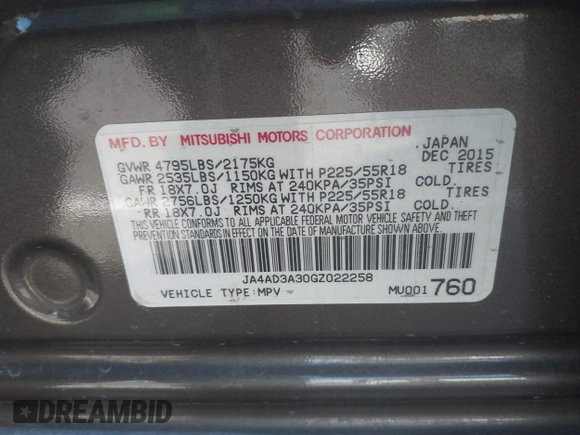 MFD. BY MITSUBISHI MOTORS CORPORATION
JAPAN
GVWR 4795LBS/2175KG DEC 2015
GAWR 2535LBS/1150KG WITH P225/55R18 TIRES
FR 18X7.0J RIMS AT 240KPA/35PSI COLD.
GAWR 2756LBS/1250KG WITH P225/55R18 TIRES
RR 18X7.0J RIMS AT 240KPA/35PSI COLD.
THIS VEHICLE CONFORMS TO ALL APPLICABLE FEDERAL MOTOR VEHICLE SAFETY AND THEFT
PREVENTION STANDARDS IN EFFECT ON THE DATE OF MANUFACTURE SHOWN ABOVE.
JA4AD3A30GZ022258
VEHICLE TYPE:MPV MU001 760
DREAMBID